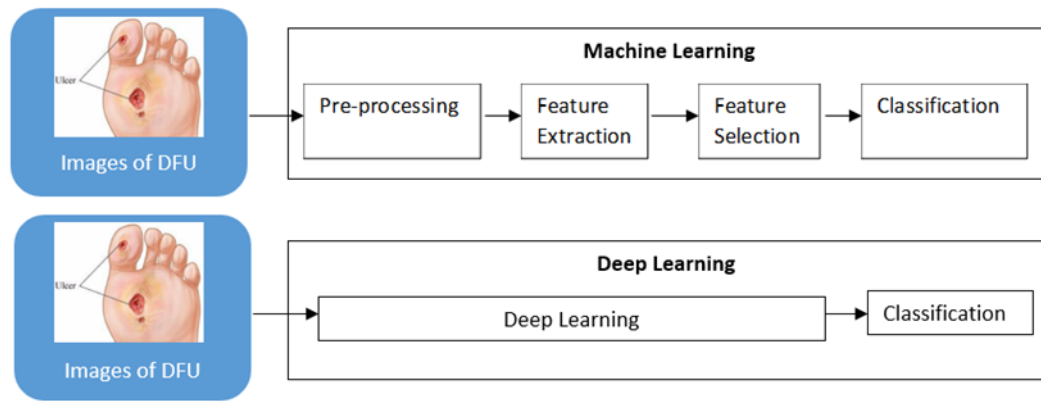 Machine Learning
Ulcer
Images of DFU
Pre-processing
Feature
Extraction
Feature
Selection
Classification
Deep Learning
Ulcer
Images of DFU
Deep Learning
Classification